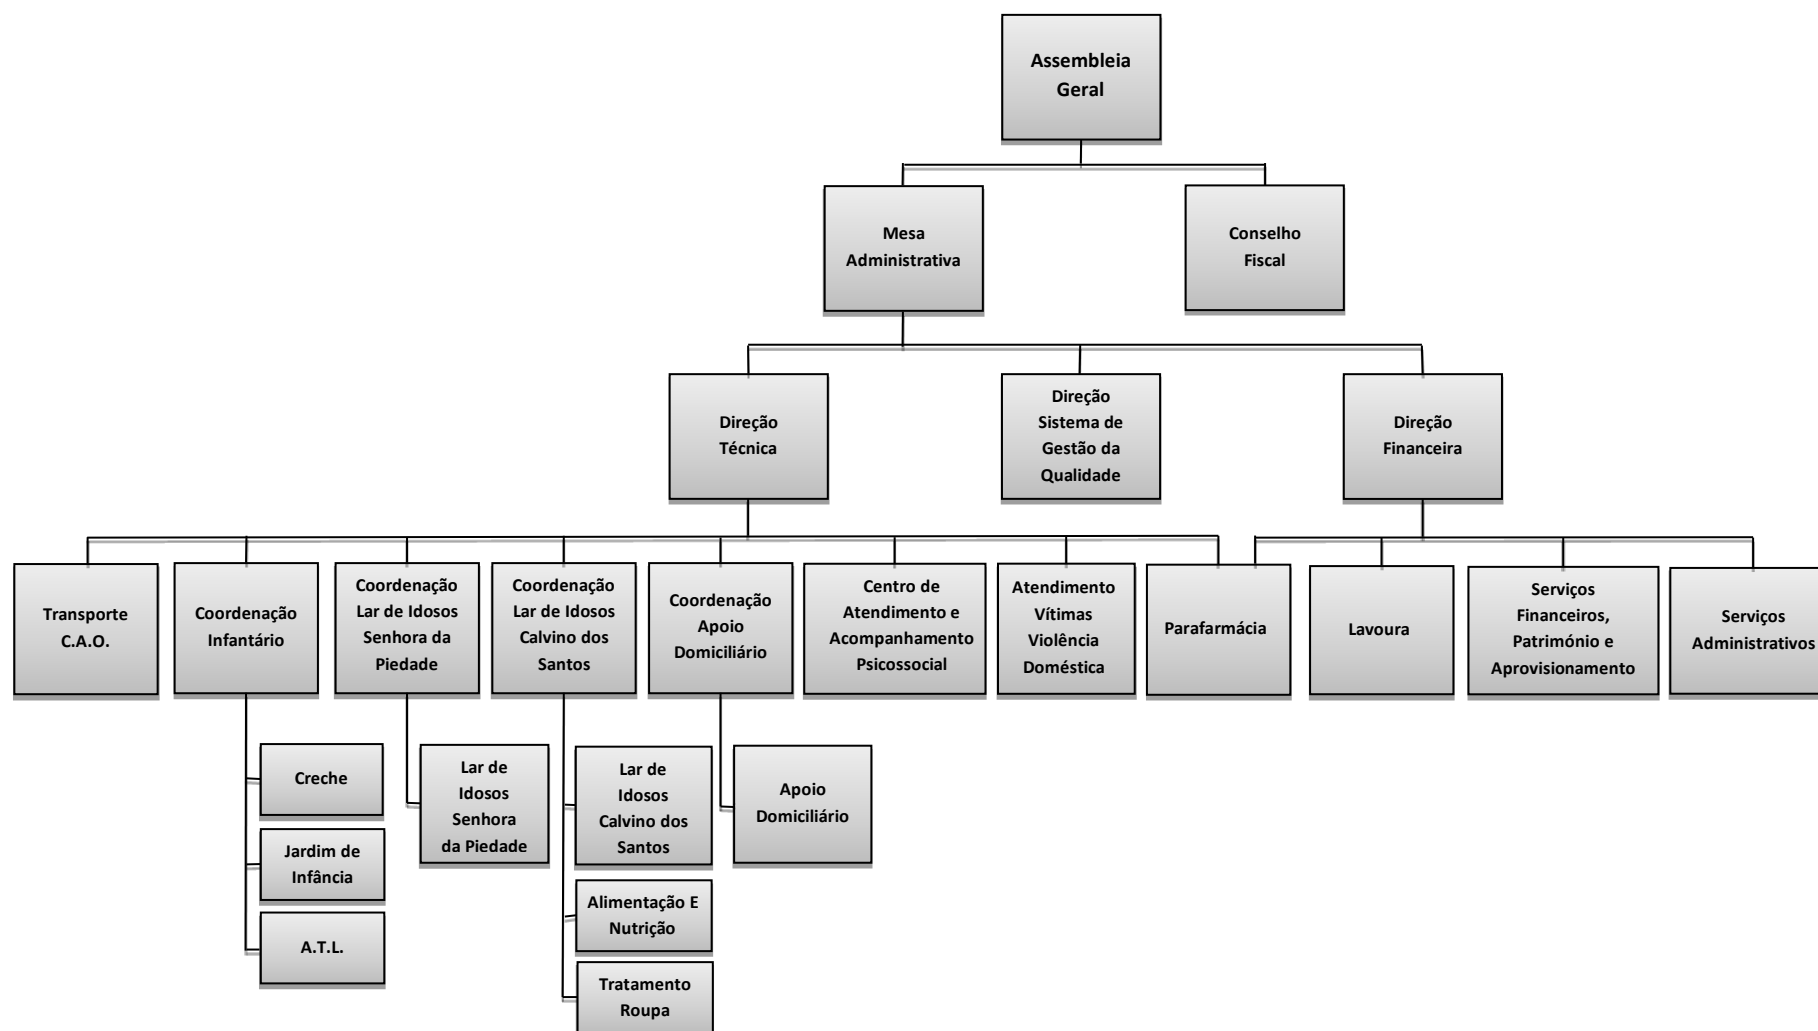 Assembleia
Geral
Mesa
Administrativa
Conselho
Fiscal
Direção
Técnica
Direção
Sistema de
Gestão da
Qualidade
Direção
Financeira
Transporte
C.A.O.
Coordenação
Infantário
Coordenação
Lar de Idosos
Senhora da
Piedade
Coordenação
Lar de Idosos
Calvino dos
Santos
Coordenação
Apoio
Domiciliário
Centro de
Atendimento e
Acompanhamento
Psicossocial
Atendimento
Vítimas
Violência
Doméstica
Parafarmácia
Lavoura
Serviços
Financeiros,
Património e
Aprovisionamento
Serviços
Administrativos
Creche
Jardim de
Infância
A.T.L.
Lar de
Idosos
Senhora
da Piedade
Lar de
Idosos
Calvino dos
Santos
Alimentação E
Nutrição
Tratamento
Roupa
Apoio
Domiciliário